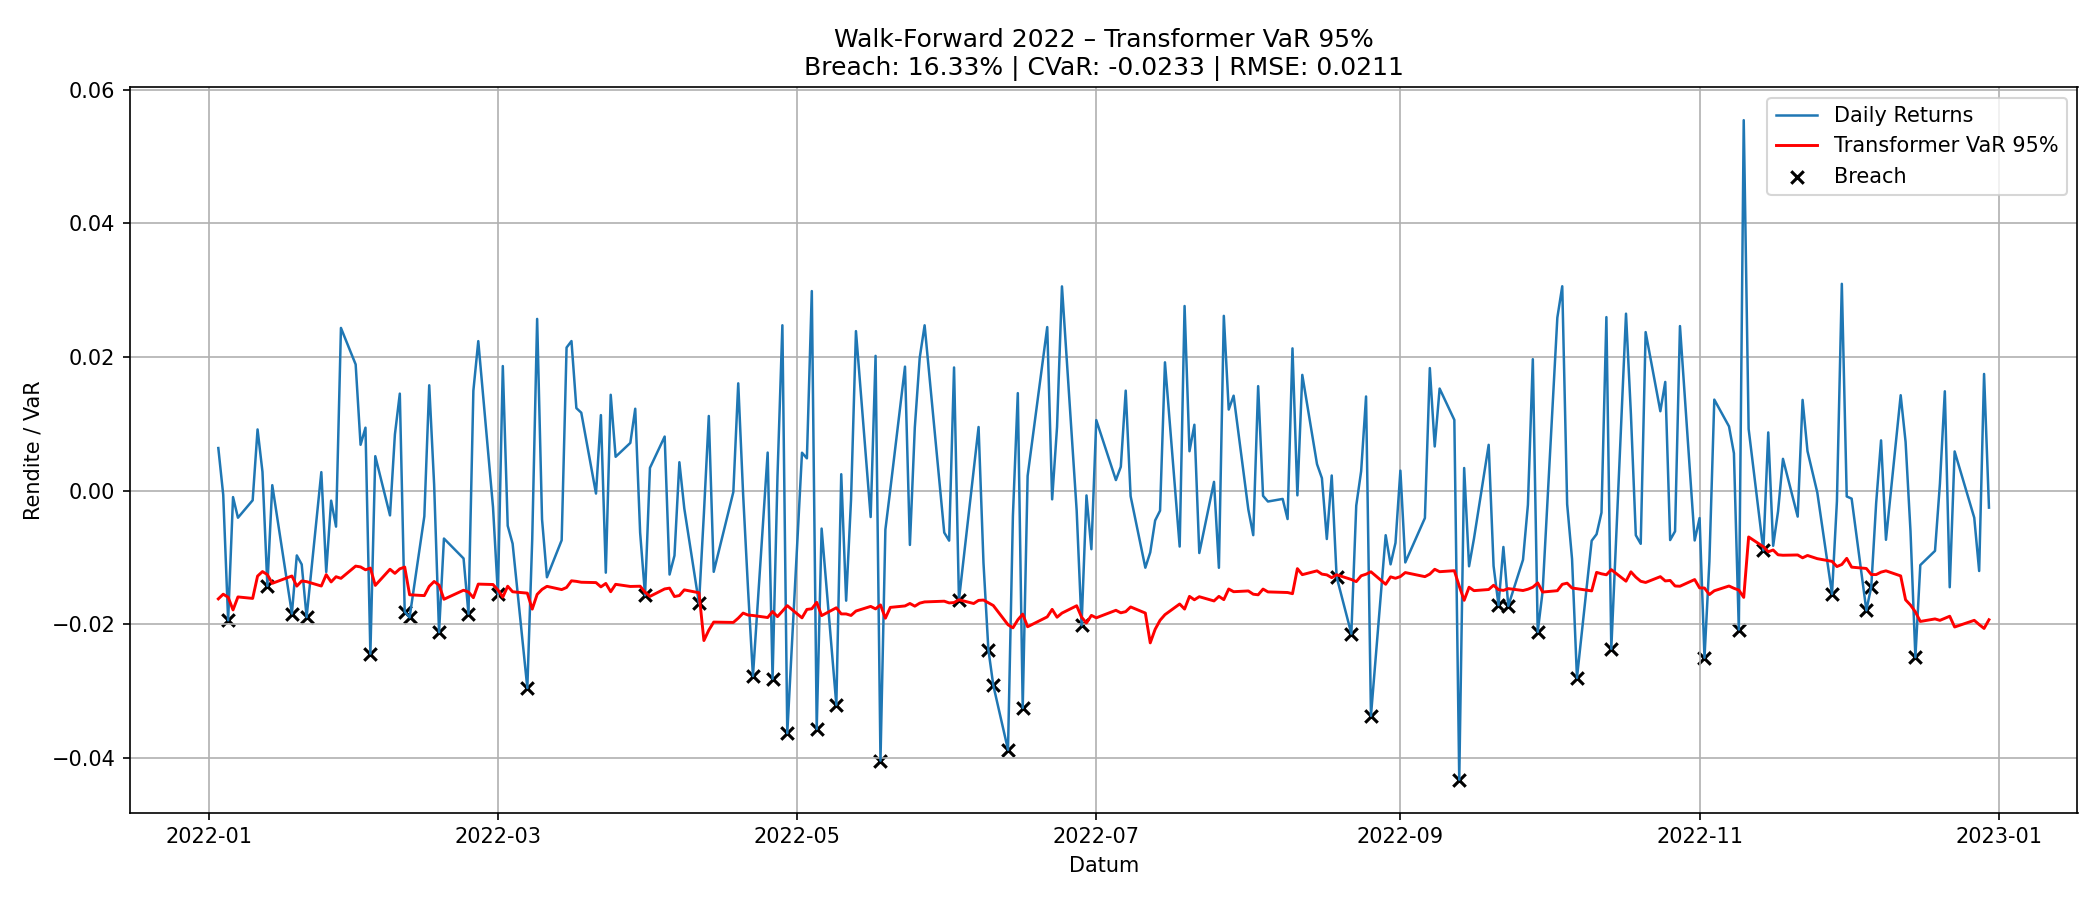 Walk-Forward 2022 – Transformer VaR 95%
Breach: 16.33% | CVaR: -0.0233 | RMSE: 0.0211
Daily Returns
Transformer VaR 95%
Breach
Rendite / VaR
0.06
0.04
0.02
0.00
−0.02
−0.04
2022-01
2022-03
2022-05
2022-07
2022-09
2022-11
2023-01
Datum